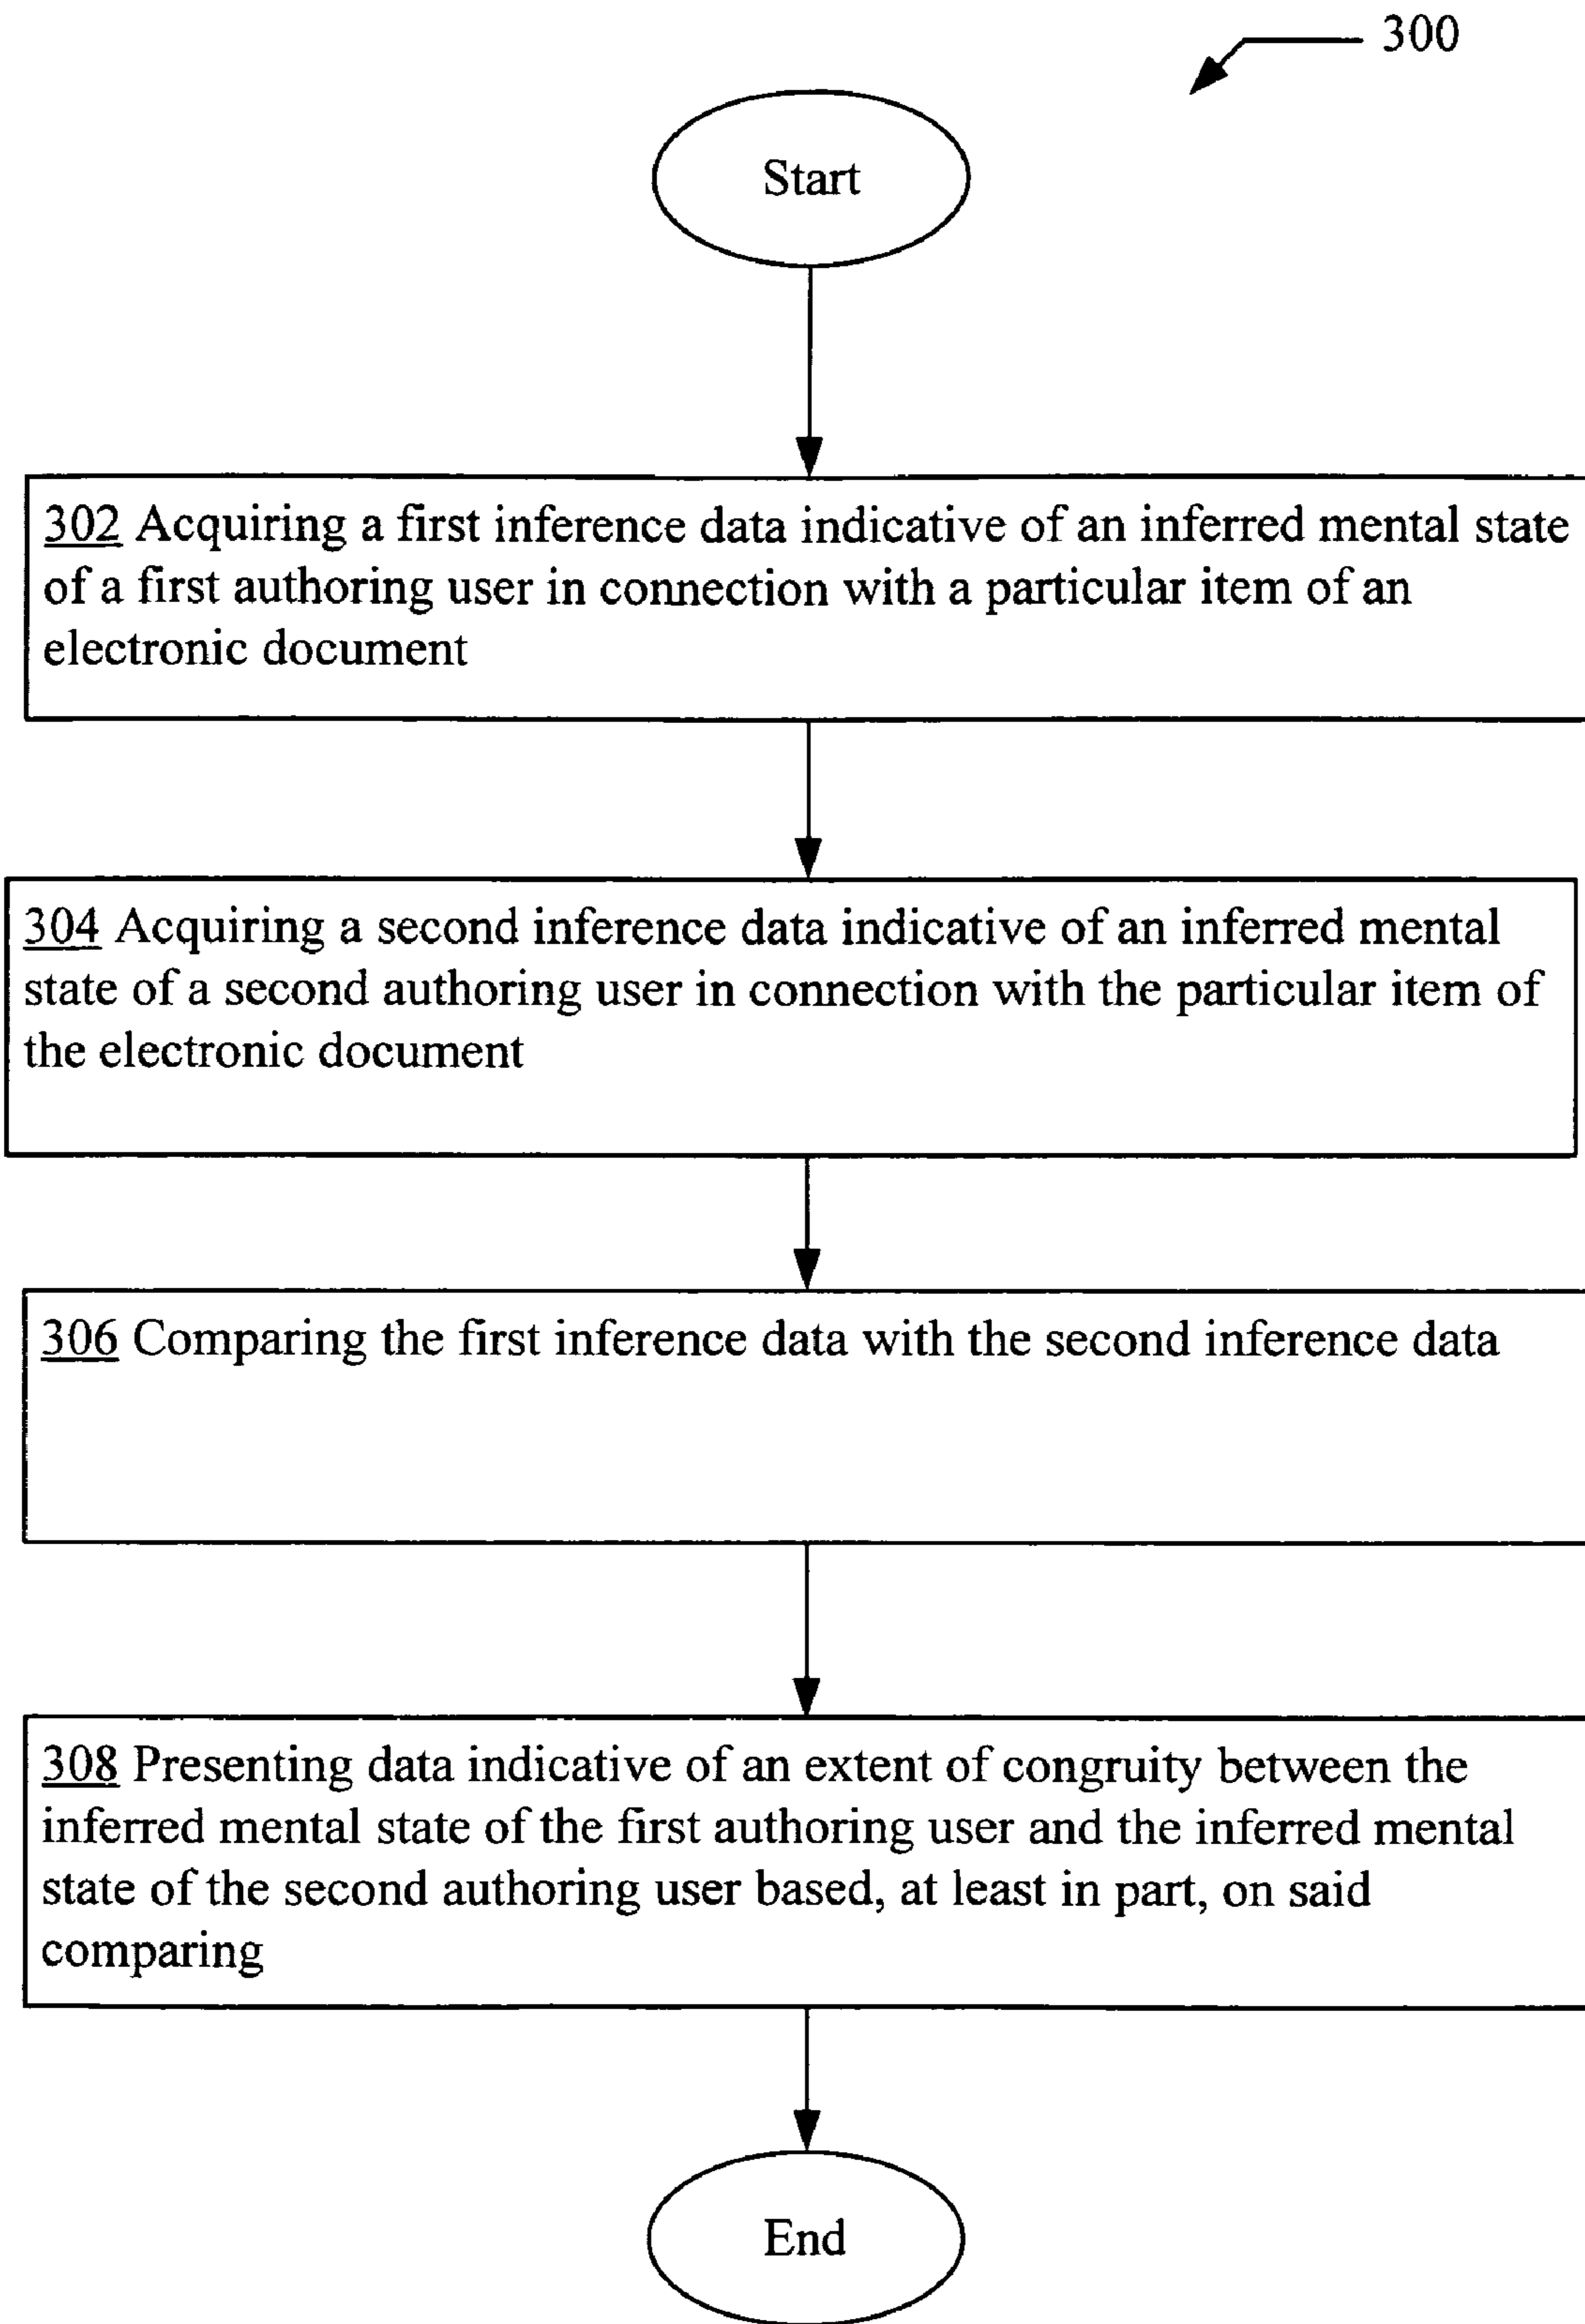 300
Start
302 Acquiring a first inference data indicative of an inferred mental state
of a first authoring user in connection with a particular item of an
electronic document
304 Acquiring a second inference data indicative of an inferred mental
state of a second authoring user in connection with the particular item of
the electronic document
306 Comparing the first inference data with the second inference data
308 Presenting data indicative of an extent of congruity between the
inferred mental state of the first authoring user and the inferred mental
state of the second authoring user based, at least in part, on said
comparing
End